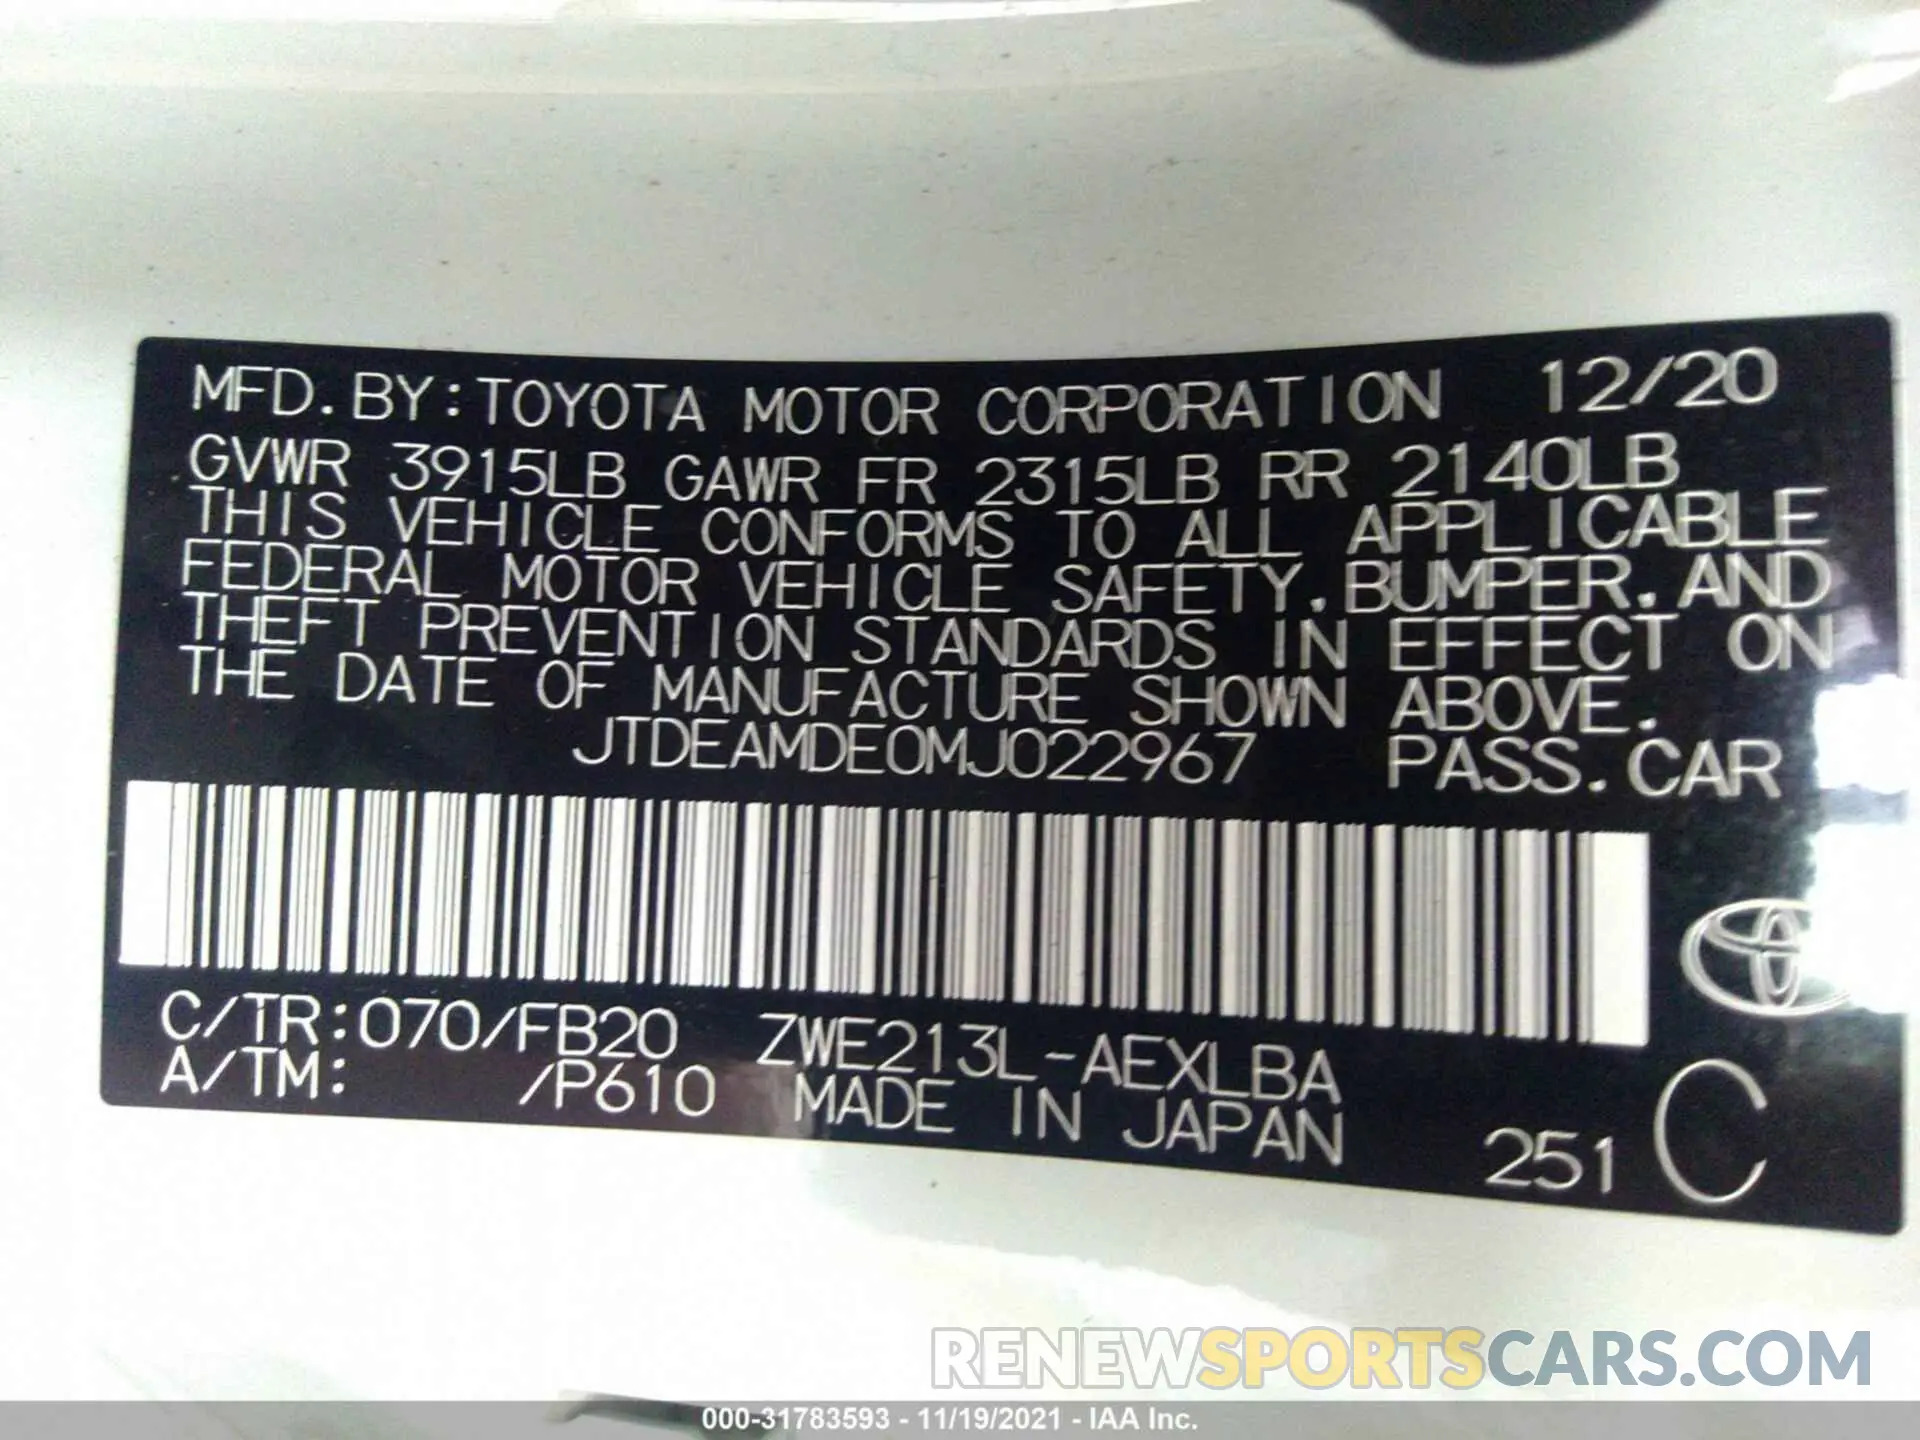 MFD.BY:TOYOTA MOTOR CORPORATION 12/20
GVWR 3915LB GAWR FR 2315LB RR 2140LB
THIS VEHICLE CONFORMS TO ALL APPLICABLE
FEDERAL MOTOR VEHICLE SAFETY.BUMPER.AND
THEFT PREVENTION STANDARDS IN EFFECT ON
THE DATE OF MANUFACTURE SHOWN ABOVE.
JTDEAMDE0MJ022967 PASS.CAR
C/TR:070/FB20 ZWE213L-AEXLBA
A/TM: /P610 MADE IN JAPAN 251 C
RENEWSPORTSCARS.COM
000-31783593 - 11/19/2021 - IAA Inc.